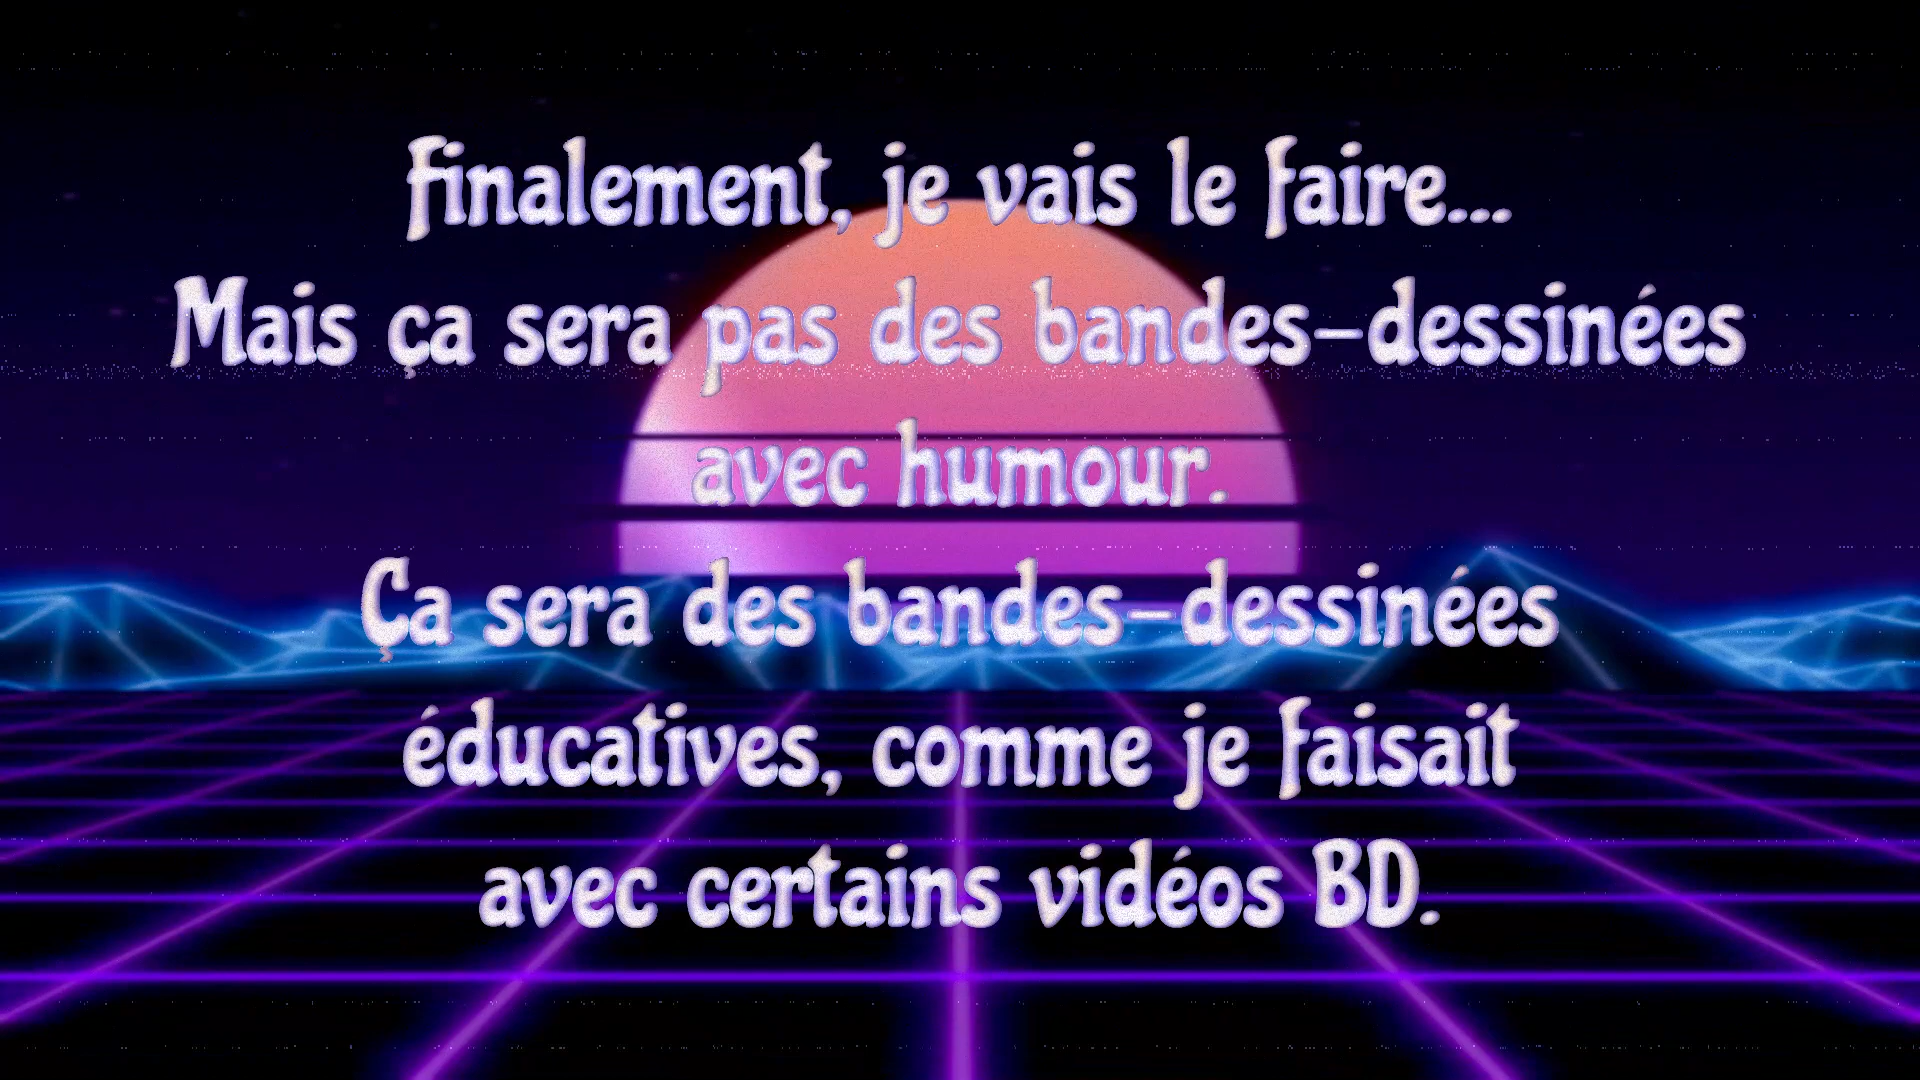 Finalement, je vais le faire...
Mais ça sera pas des bandes-dessinées
avec humour.
Ça sera des bandes-dessinées
éducatives, comme je faisait
avec certains vidéos BD.